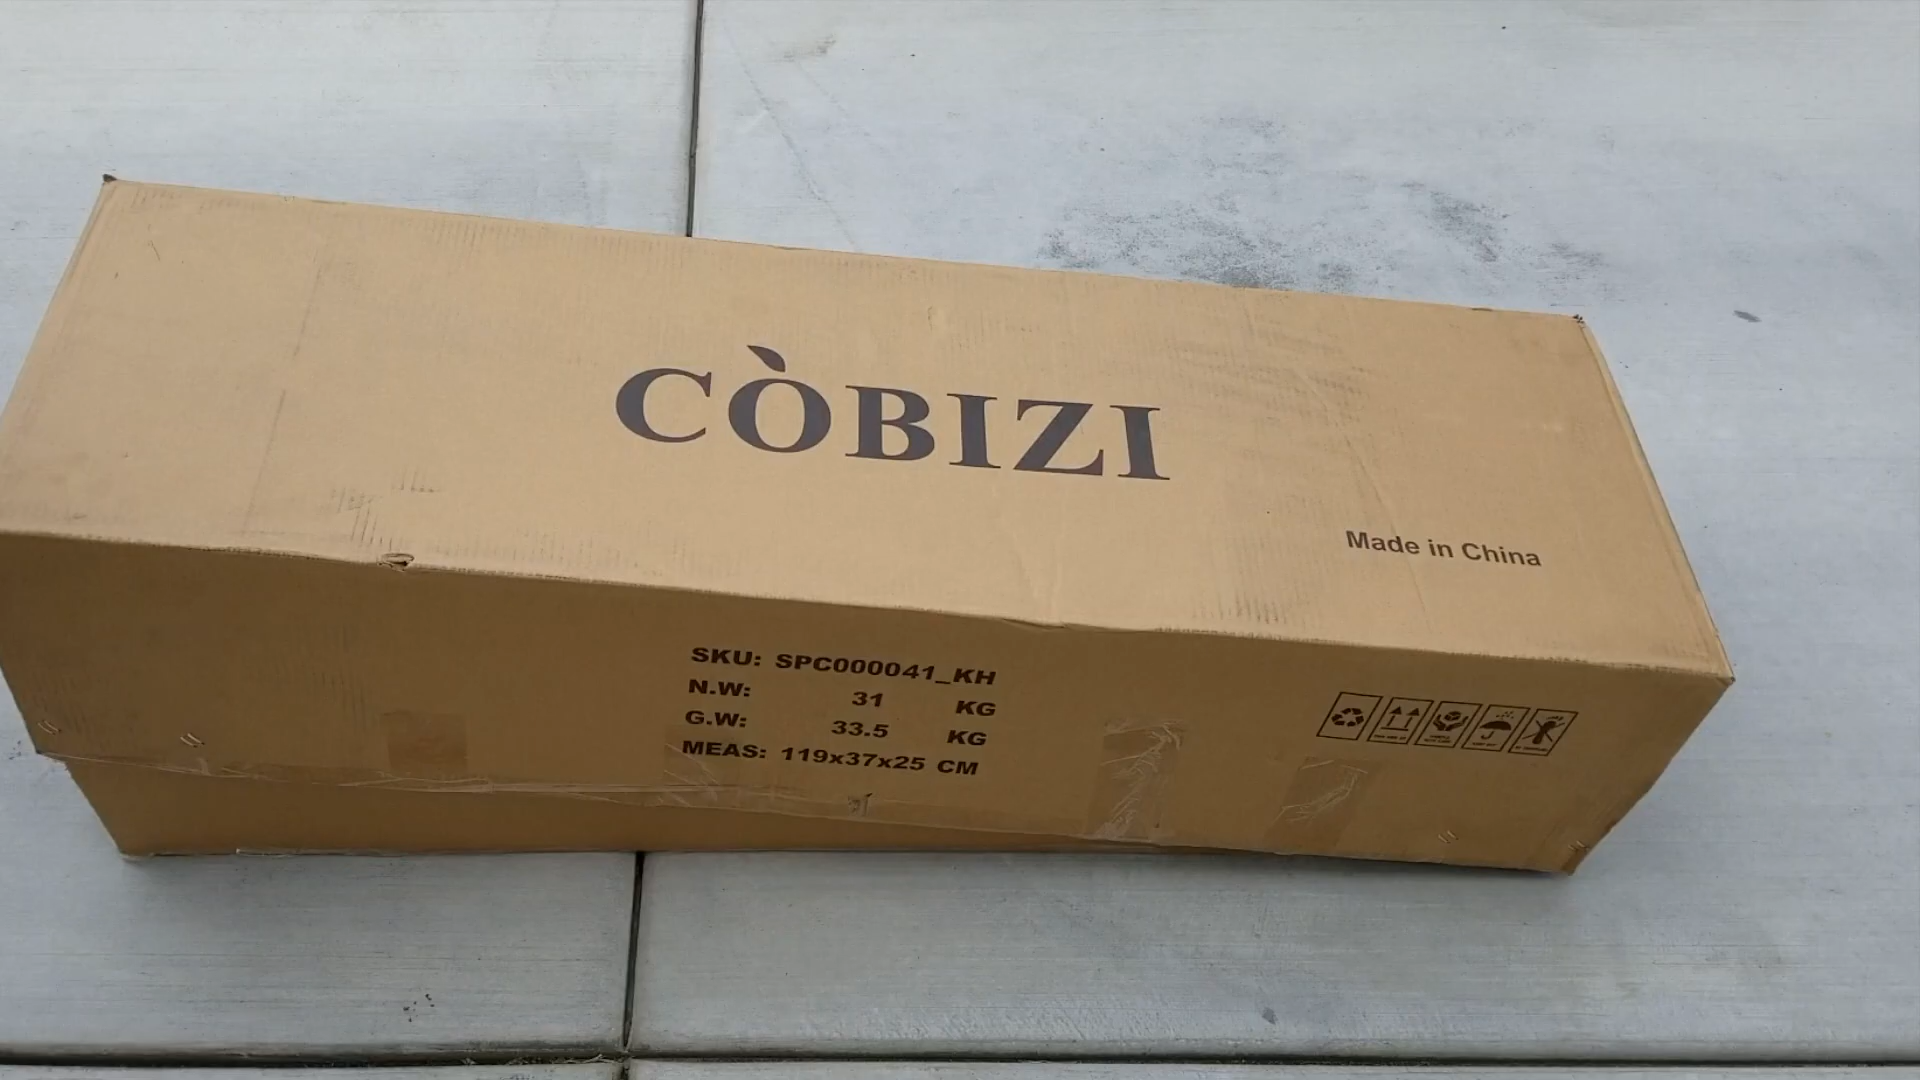 CÒBIZI
Made in China
SKU: SPC000041_KH
N.W: 31 KG
G.W: 33.5 KG
MEAS: 119x37x25 CM